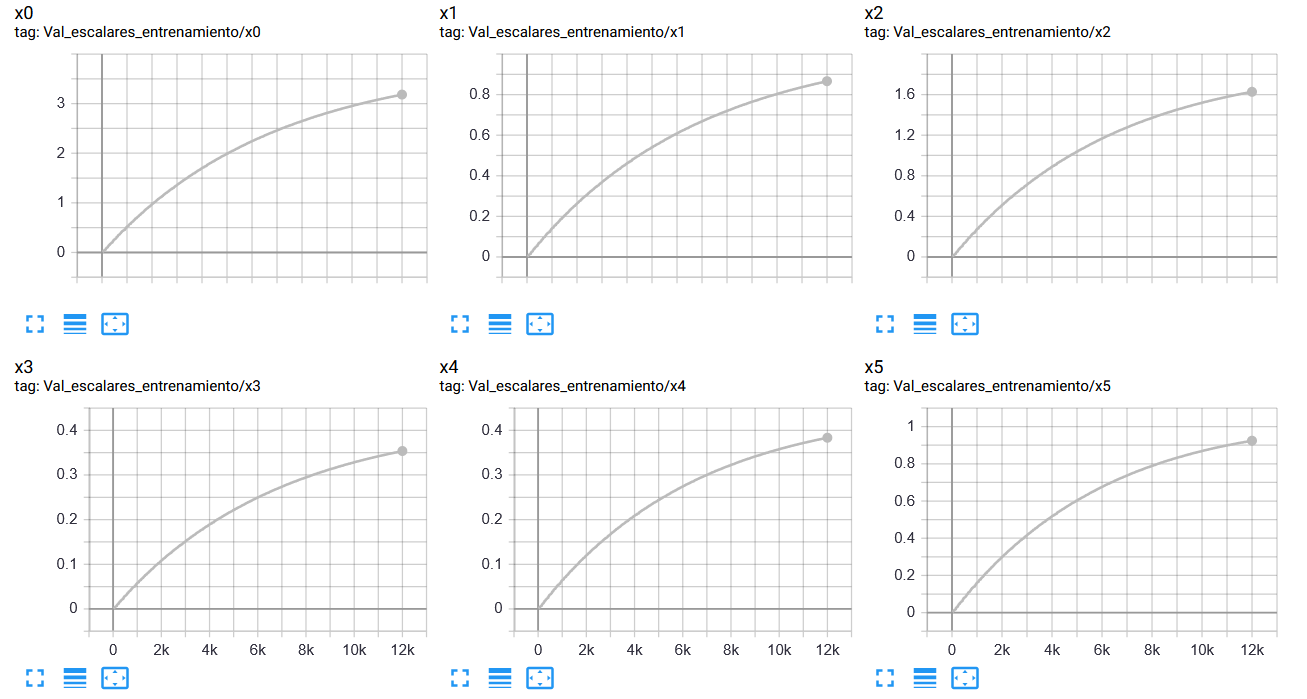 x0
tag: Val_escalares_entrenamiento/x0
3
2
1
0
x1
tag: Val_escalares_entrenamiento/x1
0.8
0.6
0.4
0.2
0
x2
tag: Val_escalares_entrenamiento/x2
1.6
1.2
0.8
0.4
0
x3
tag: Val_escalares_entrenamiento/x3
0.4
0.3
0.2
0.1
0
0 2k 4k 6k 8k 10k 12k
x4
tag: Val_escalares_entrenamiento/x4
0.4
0.3
0.2
0.1
0
0 2k 4k 6k 8k 10k 12k
x5
tag: Val_escalares_entrenamiento/x5
1
0.8
0.6
0.4
0.2
0
0 2k 4k 6k 8k 10k 12k